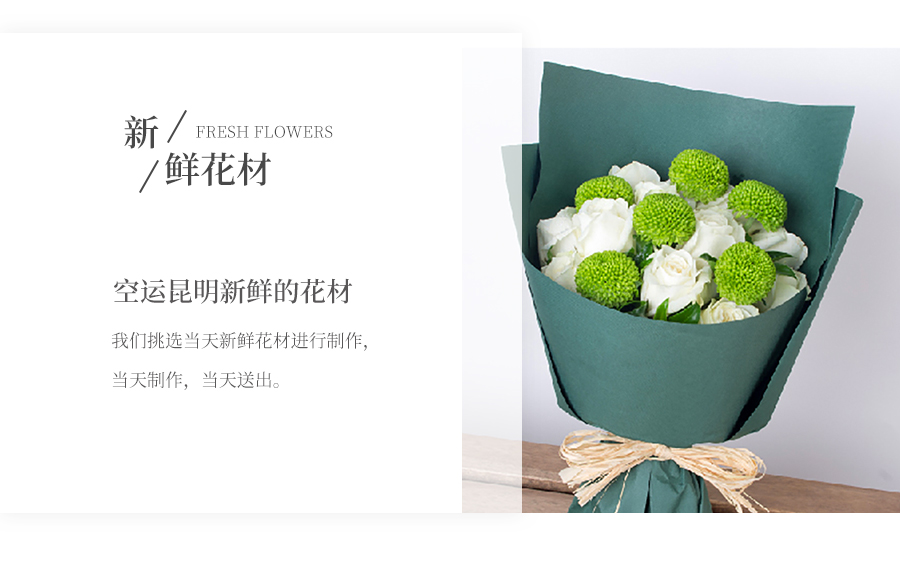 新
FRESH FLOWERS
鲜花材
空运昆明新鲜的花材
我们挑选当天新鲜花材进行制作,
当天制作，当天送出。